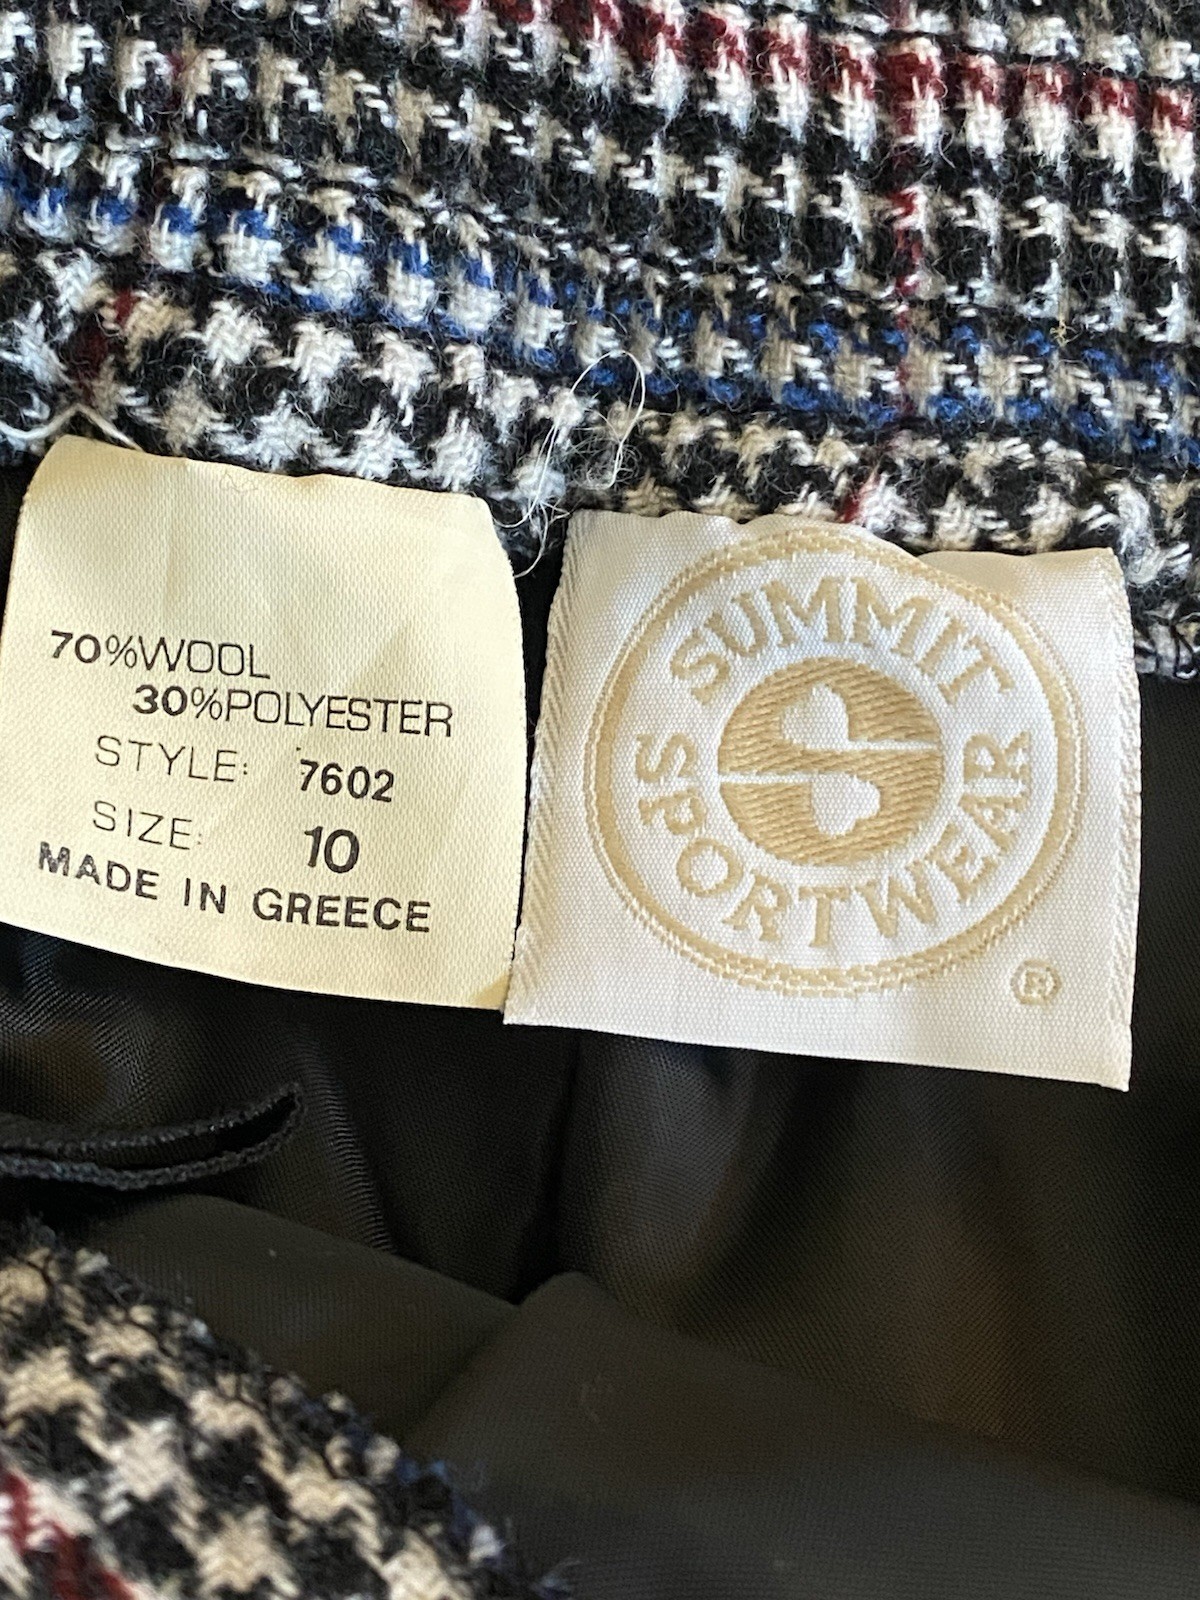 70%WOOL
30%POLYESTER
STYLE: 7602
SIZE: 10
MADE IN GREECE
SUMMIT
SPORTWEAR
S
®